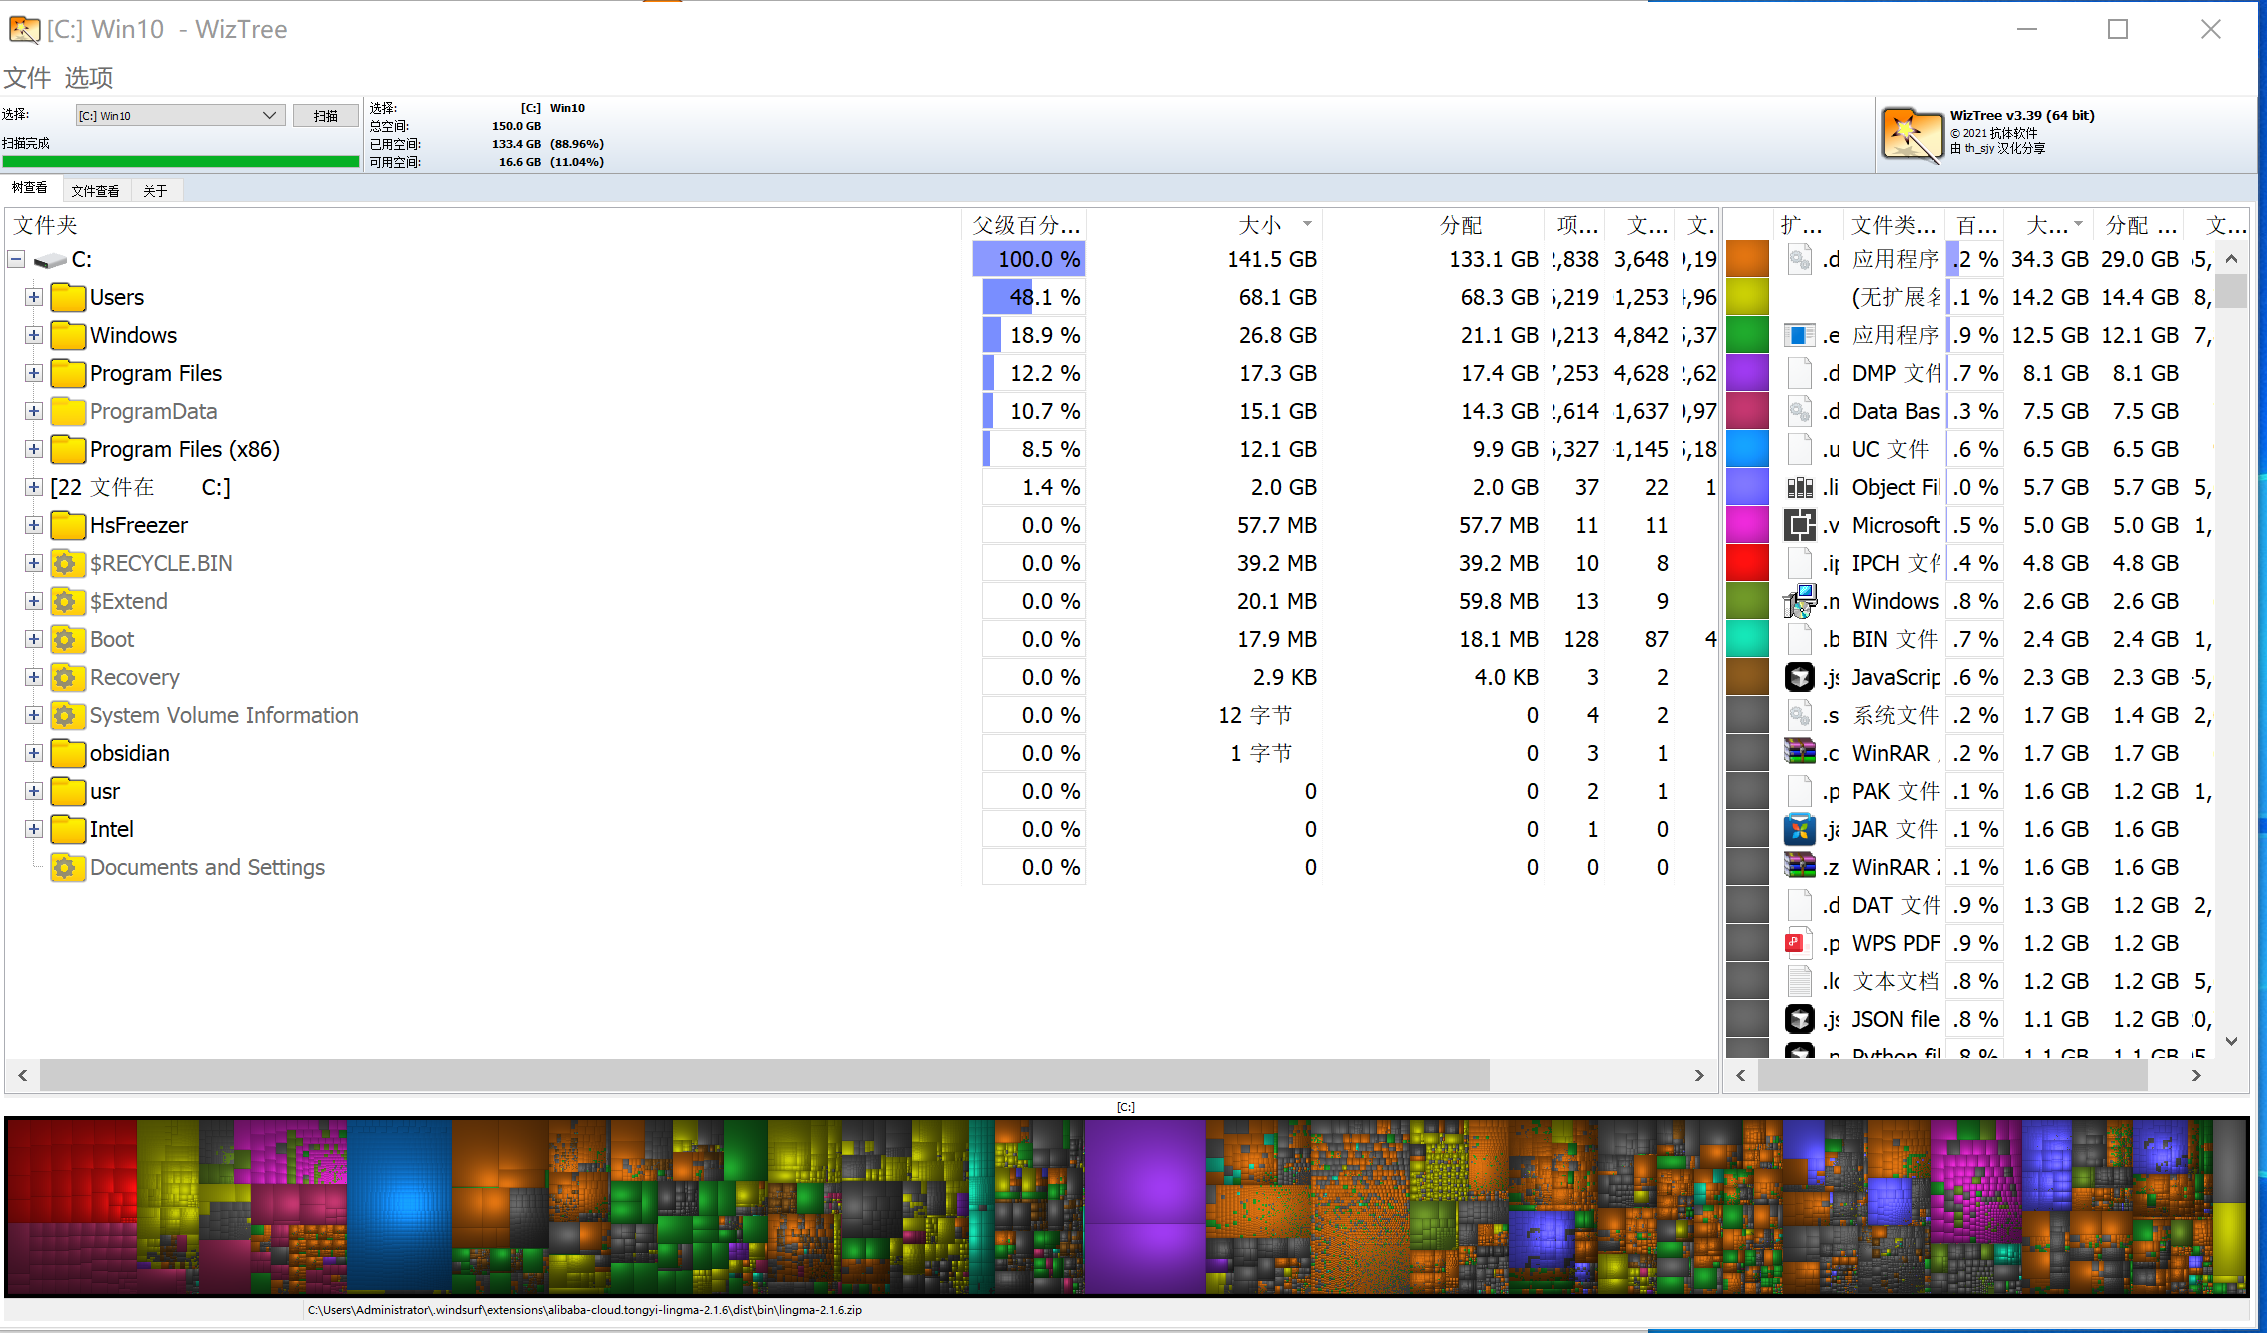 [C:] Win10 - WizTree
文件 选项
选择: [C:] Win10 扫描
扫描完成
选择: [C:] Win10
总空间: 150.0 GB
已用空间: 133.4 GB (88.96%)
可用空间: 16.6 GB (11.04%)
WizTree v3.39 (64 bit)
© 2021 抗体软件
由 th_sjy 汉化分享
树查看 文件查看 关于
文件夹 父级百分... 大小 分配 项... 文... 文.
C: 100.0 % 141.5 GB 133.1 GB :,838 3,648 ),19
Users 48.1 % 68.1 GB 68.3 GB ;,219 1,253 ,96
Windows 18.9 % 26.8 GB 21.1 GB ),213 4,842 ;,37
Program Files 12.2 % 17.3 GB 17.4 GB ',253 4,628 ,62
ProgramData 10.7 % 15.1 GB 14.3 GB ,614 1,637 ),97
Program Files (x86) 8.5 % 12.1 GB 9.9 GB ,327 1,145 ,18
[22 文件在 C:] 1.4 % 2.0 GB 2.0 GB 37 22 1
HsFreezer 0.0 % 57.7 MB 57.7 MB 11 11
$RECYCLE.BIN 0.0 % 39.2 MB 39.2 MB 10 8
$Extend 0.0 % 20.1 MB 59.8 MB 13 9
Boot 0.0 % 17.9 MB 18.1 MB 128 87 4
Recovery 0.0 % 2.9 KB 4.0 KB 3 2
System Volume Information 0.0 % 12 字节 0 4 2
obsidian 0.0 % 1 字节 0 3 1
usr 0.0 % 0 0 2 1
Intel 0.0 % 0 0 1 0
Documents and Settings 0.0 % 0 0 0 0
扩... 文件类... 百... 大... 分配 ... 文...
.d 应用程序 .2 % 34.3 GB 29.0 GB 5,
(无扩展名 .1 % 14.2 GB 14.4 GB 8,
.e 应用程序 .9 % 12.5 GB 12.1 GB 7,
.d DMP 文件 .7 % 8.1 GB 8.1 GB
.d Data Bas .3 % 7.5 GB 7.5 GB
.u UC 文件 .6 % 6.5 GB 6.5 GB
.li Object Fil .0 % 5.7 GB 5.7 GB 5,
.v Microsoft .5 % 5.0 GB 5.0 GB 1,
.ip IPCH 文件 .4 % 4.8 GB 4.8 GB
.m Windows .8 % 2.6 GB 2.6 GB
.b BIN 文件 .7 % 2.4 GB 2.4 GB 1,
.js JavaScrip .6 % 2.3 GB 2.3 GB 5,
.s 系统文件 .2 % 1.7 GB 1.4 GB 2,
.c WinRAR .2 % 1.7 GB 1.7 GB
.p PAK 文件 .1 % 1.6 GB 1.2 GB 1,
.ja JAR 文件 .1 % 1.6 GB 1.6 GB
.z WinRAR Z .1 % 1.6 GB 1.6 GB
.d DAT 文件 .9 % 1.3 GB 1.2 GB 2,
.p WPS PDF .9 % 1.2 GB 1.2 GB
.lo 文本文档 .8 % 1.2 GB 1.2 GB 5,
.js JSON file .8 % 1.1 GB 1.2 GB 0,
Python fil .8 % 1.1 GB 1.1 GB
[C:]
C:\Users\Administrator\.windsurf\extensions\alibaba-cloud.tongyi-lingma-2.1.6\dist\bin\lingma-2.1.6.zip